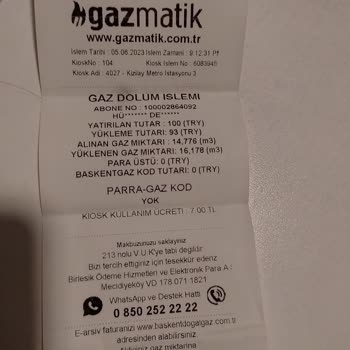 gazmatik
www.gazmatik.com.tr
İşlem Tarihi : 05.06.2023 İşlem Zamanı : 9:12:31 PM
KioskNo : 104 Kiosk İşlem No : 6083945
Kiosk Adı : 4027 - Kızılay Metro İstasyonu 3
GAZ DOLUM İŞLEMİ
ABONE NO : 100002864092
HÜ******* DE******
YATIRILAN TUTAR : 100 (TRY)
YÜKLEME TUTARI: 93 (TRY)
ALINAN GAZ MİKTARI : 14,776 (m3)
YÜKLENEN GAZ MİKTARI : 16,178 (m3)
PARA ÜSTÜ: 0 (TRY)
BASKENTGAZ KOD TUTARI: 0 (TRY)
PARRA-GAZ KOD
YOK
KIOSK KULLANIM ÜCRETİ : 7.00 TL
Makbuzunuzu saklayiniz
213 nolu V.U.K'ye tabi değildir.
Bizi tercih ettiğiniz için teşekkür ederiz
Birleşik Ödeme Hizmetleri ve Elektronik Para A.
Mecidiyeköy VD 178 071 1821
WhatsApp ve Destek Hattı
0 850 252 22 22
E-arşiv faturanızı www.baskentdogalgaz.com.tr
adresinden alabilirsiniz
gaz miktarına